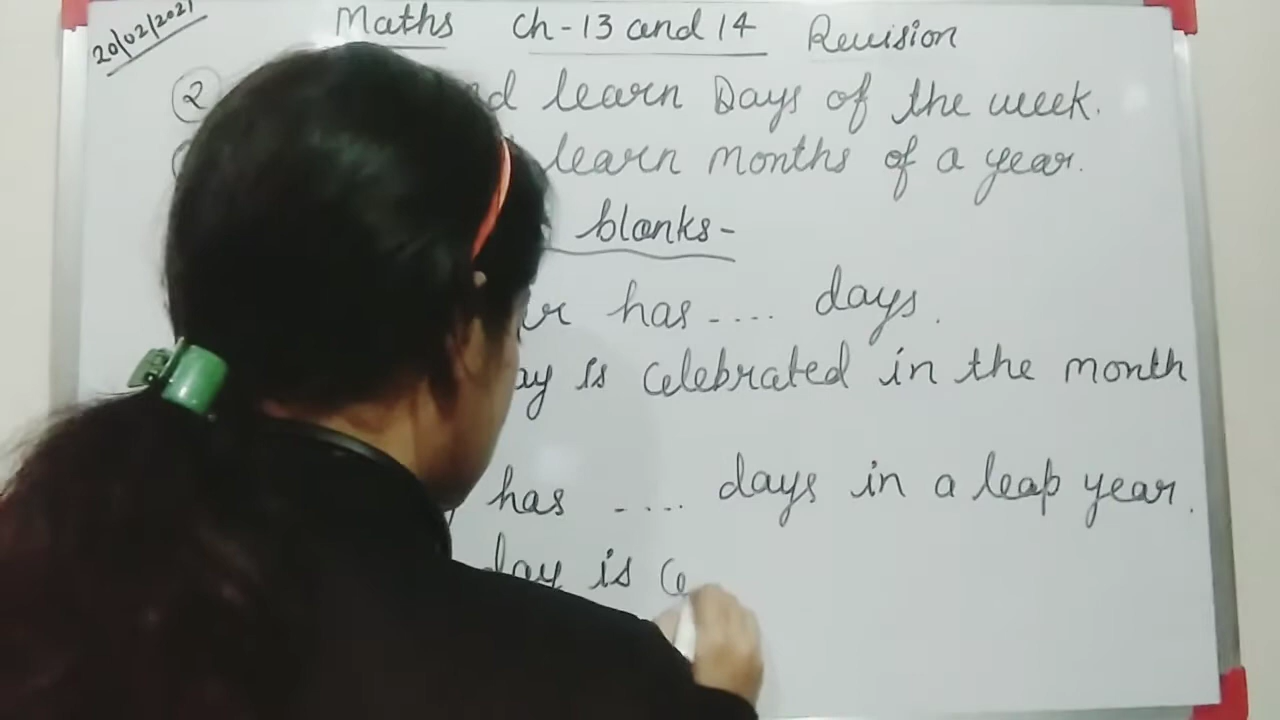 20/02/2021
Maths Ch-13 and 14 Revision
2 learn Days of the week.
learn months of a year.
blanks-
has .... days.
is celebrated in the month
has .... days in a leap year.
day is ce